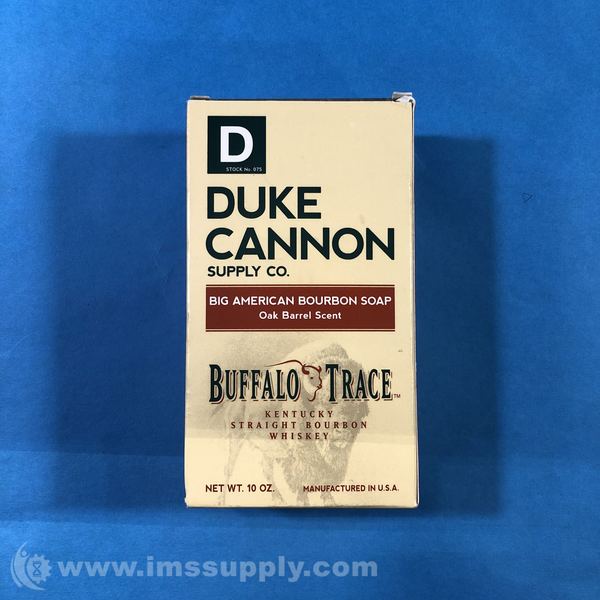 D
STOCK No. 075
DUKE
CANNON
SUPPLY CO.
BIG AMERICAN BOURBON SOAP
Oak Barrel Scent
BUFFALO TRACE™
KENTUCKY
STRAIGHT BOURBON
WHISKEY
NET WT. 10 OZ. MANUFACTURED IN U.S.A.
www.imssupply.com